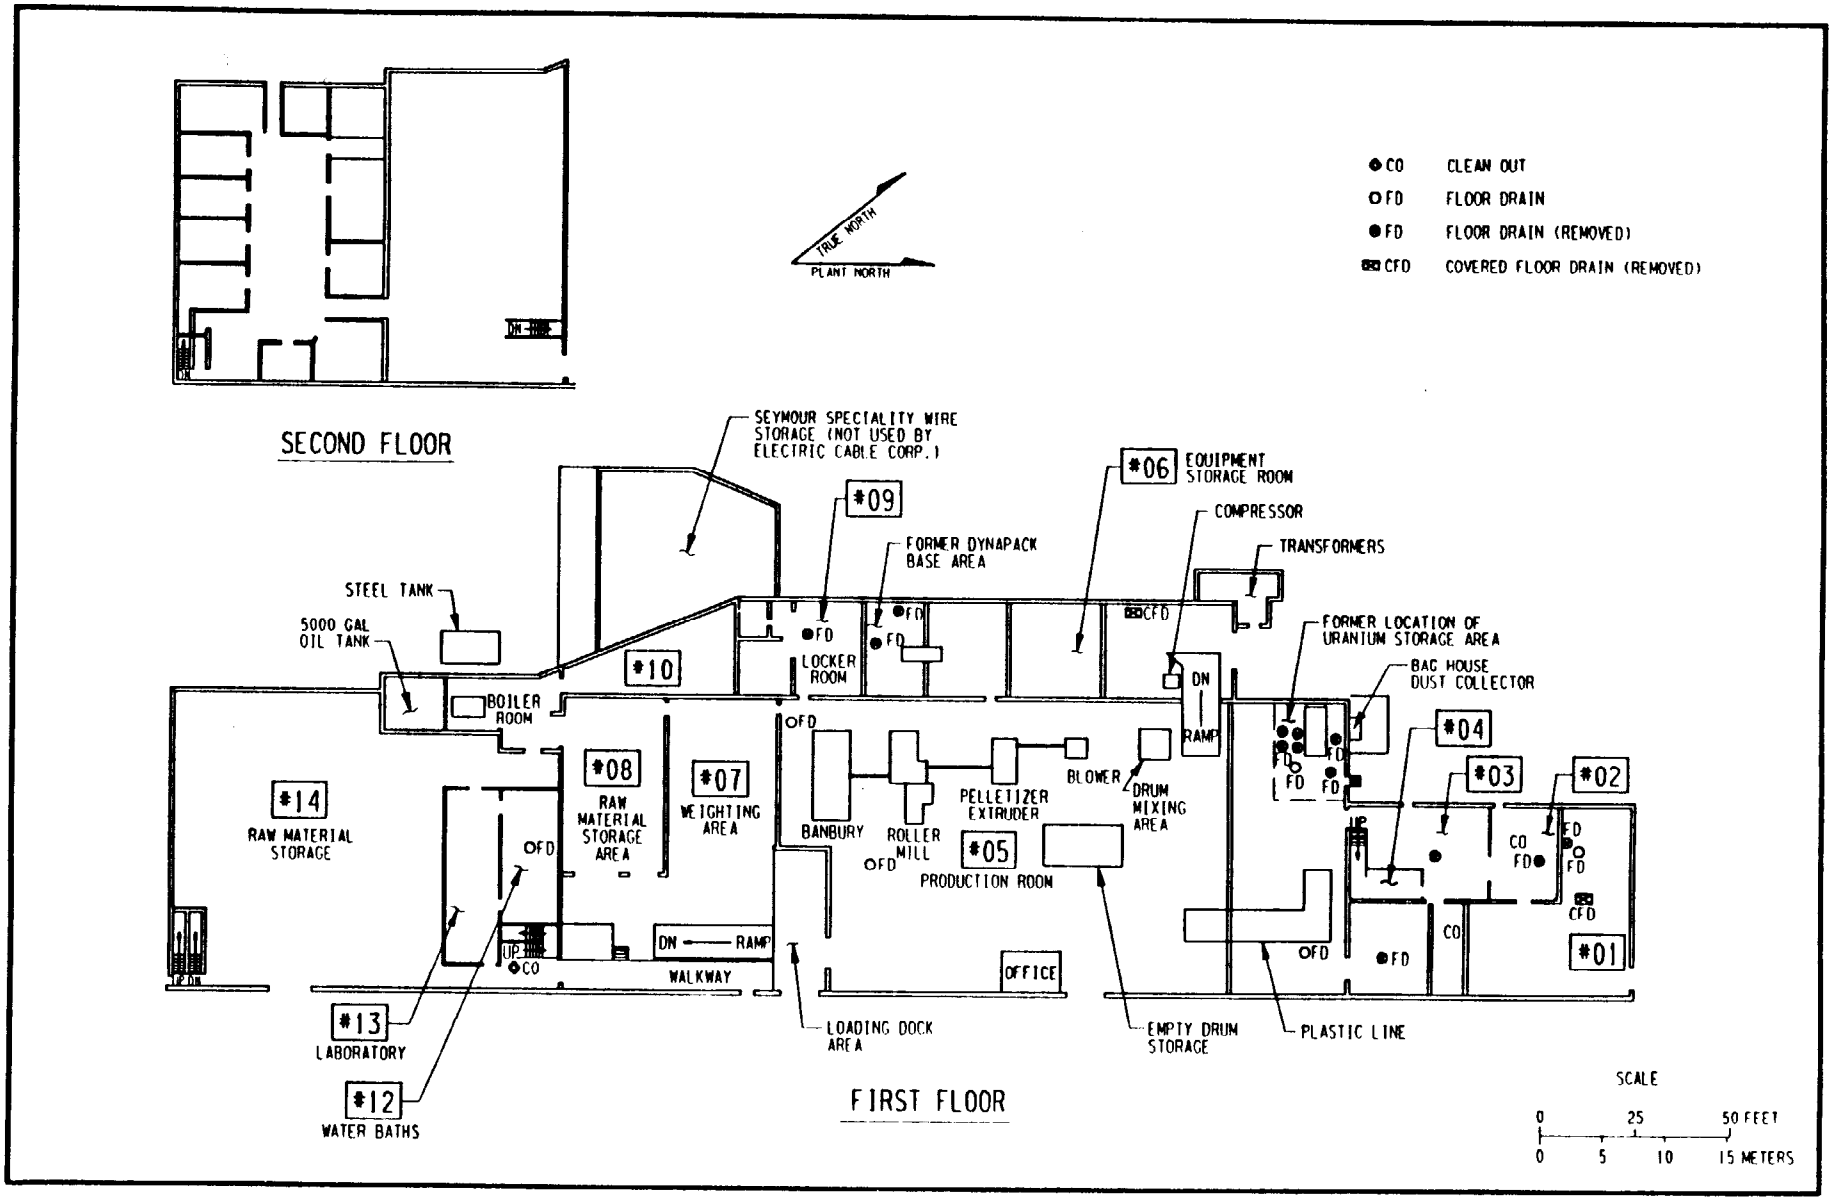 CO CLEAN OUT
FD FLOOR DRAIN
FD FLOOR DRAIN (REMOVED)
CFD COVERED FLOOR DRAIN (REMOVED)
TRUE NORTH
PLANT NORTH
DN
DN
SECOND FLOOR
SEYMOUR SPECIALITY WIRE
STORAGE (NOT USED BY
ELECTRIC CABLE CORP.)
#09
#06
EQUIPMENT
STORAGE ROOM
COMPRESSOR
FORMER DYNAPACK
BASE AREA
TRANSFORMERS
STEEL TANK
5000 GAL
OIL TANK
FORMER LOCATION OF
URANIUM STORAGE AREA
BAG HOUSE
DUST COLLECTOR
FD
FD
FD
CFD
LOCKER
ROOM
#10
BOILER
ROOM
DN
RAMP
#04
#03
#02
FD
FD
FD
FD
FD
#08
RAW
MATERIAL
STORAGE
AREA
#07
WEIGHTING
AREA
#14
RAW MATERIAL
STORAGE
BANBURY
ROLLER
MILL
PELLETIZER
EXTRUDER
BLOWER
DRUM
MIXING
AREA
FD
FD
#05
PRODUCTION ROOM
UP
CO
FD
FD
FD
CFD
#01
CO
FD
FD
UP
CO
DN
RAMP
WALKWAY
OFFICE
UP DN
#13
LABORATORY
#12
WATER BATHS
LOADING DOCK
AREA
EMPTY DRUM
STORAGE
PLASTIC LINE
FIRST FLOOR
SCALE
0 25 50 FEET
0 5 10 15 METERS